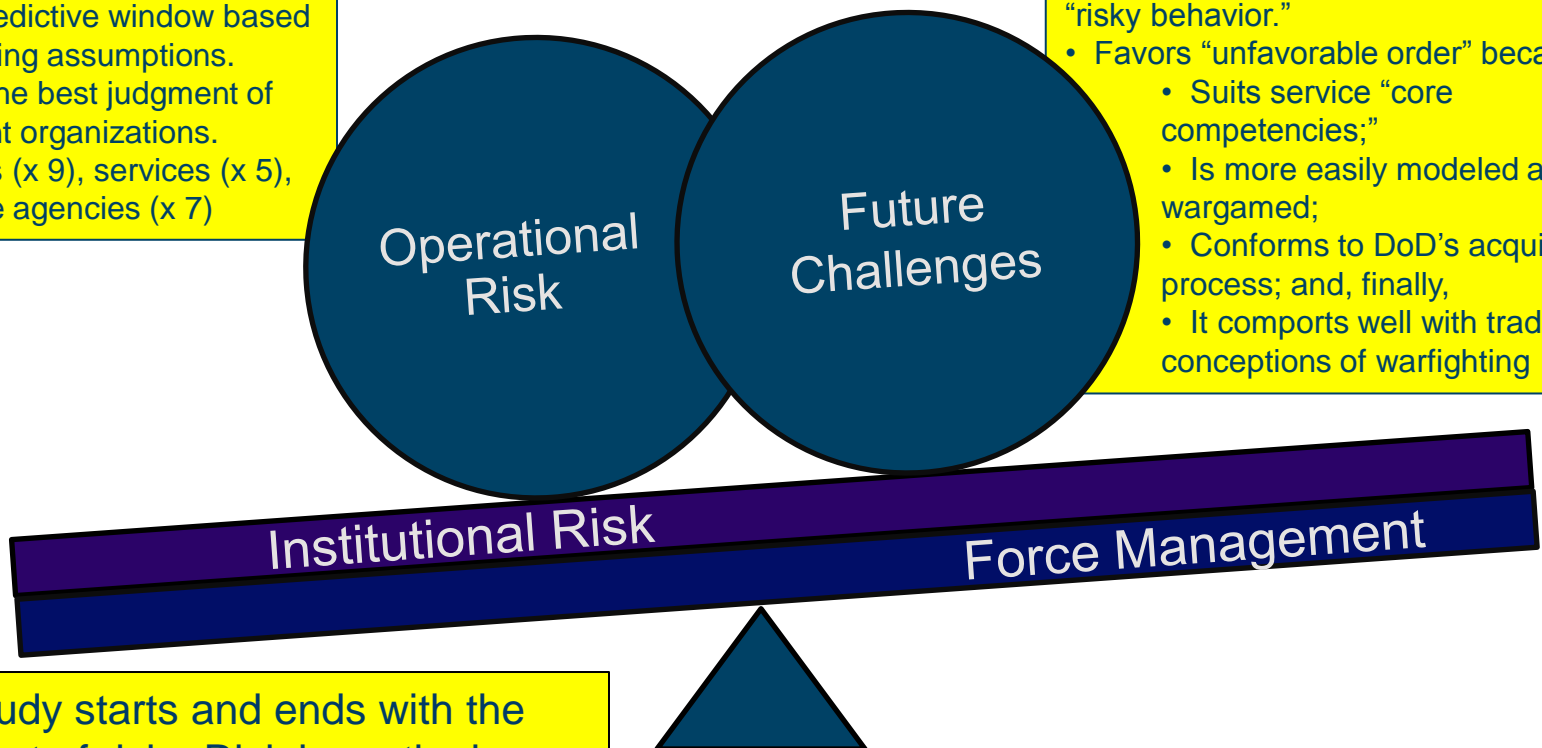 edictive window based
ing assumptions.
he best judgment of
nt organizations.
s (x 9), services (x 5),
e agencies (x 7)
“risky behavior.”
• Favors “unfavorable order” beca
• Suits service “core
competencies;”
• Is more easily modeled a
wargamed;
• Conforms to DoD’s acqui
process; and, finally,
• It comports well with trad
conceptions of warfighting
Operational
Risk
Future
Challenges
Institutional Risk
Force Management
udy starts and ends with the